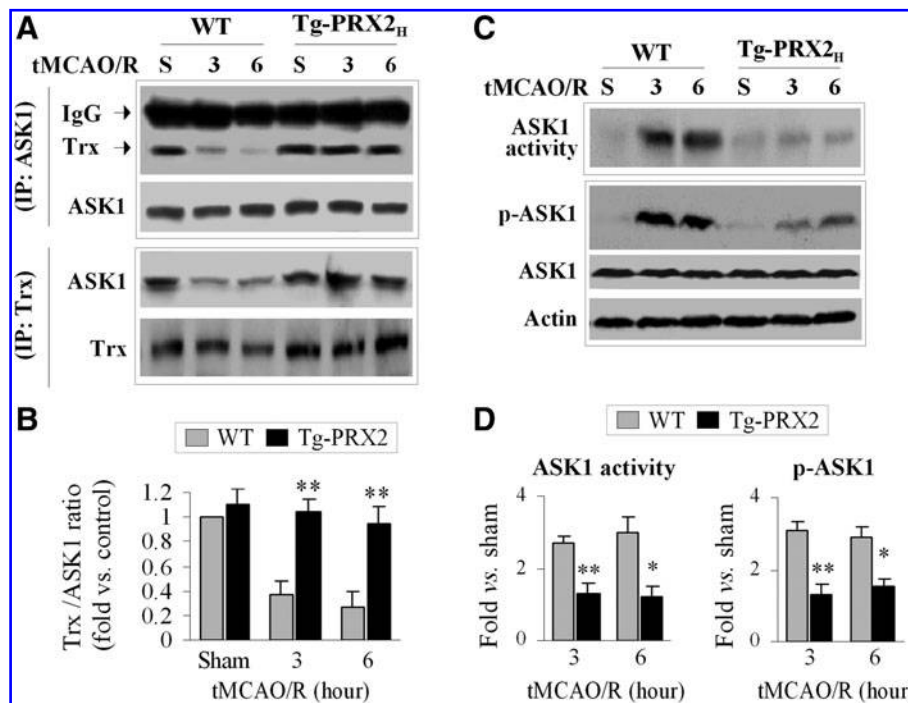 A
WT Tg-PRX2H
tMCAO/R S 3 6 S 3 6
(IP: ASK1)
IgG
Trx
ASK1
(IP: Trx)
ASK1
Trx
B
WT Tg-PRX2
Trx /ASK1 ratio
(fold vs. control)
1.2
1
0.8
0.6
0.4
0.2
0
** **
Sham 3 6
tMCAO/R (hour)
C
WT Tg-PRX2H
tMCAO/R S 3 6 S 3 6
ASK1
activity
p-ASK1
ASK1
Actin
D
WT Tg-PRX2
ASK1 activity
Fold vs. sham
4
2
0
** *
3 6
tMCAO/R (hour)
p-ASK1
Fold vs. sham
4
2
0
** *
3 6
tMCAO/R (hour)